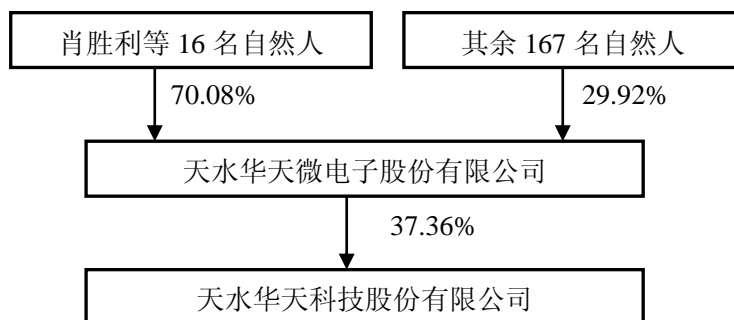 肖胜利等 16 名自然人
其余 167 名自然人
70.08%
29.92%
天水华天微电子股份有限公司
37.36%
天水华天科技股份有限公司